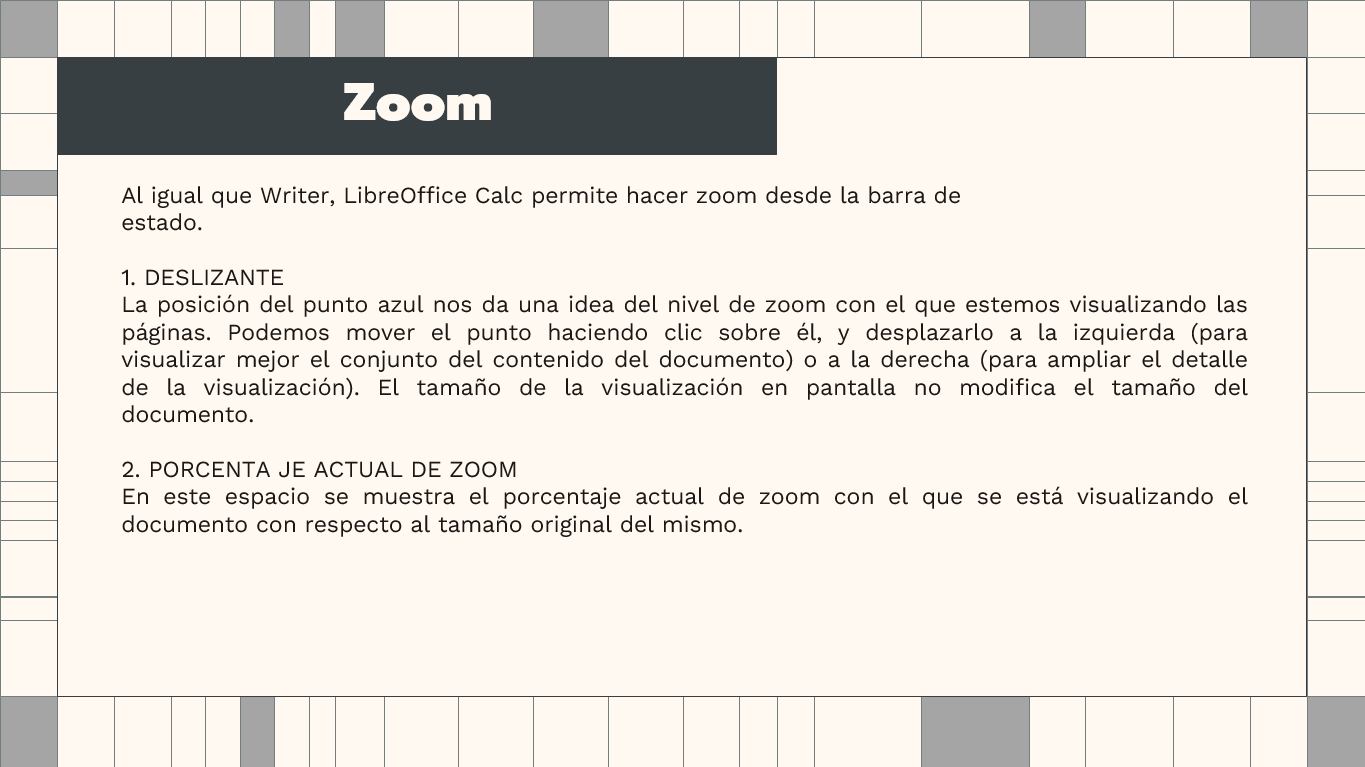 Zoom
Al igual que Writer, LibreOffice Calc permite hacer zoom desde la barra de
estado.
1. DESLIZANTE
La posición del punto azul nos da una idea del nivel de zoom con el que estemos visualizando las
páginas. Podemos mover el punto haciendo clic sobre él, y desplazarlo a la izquierda (para
visualizar mejor el conjunto del contenido del documento) o a la derecha (para ampliar el detalle
de la visualización). El tamaño de la visualización en pantalla no modifica el tamaño del
documento.
2. PORCENTA JE ACTUAL DE ZOOM
En este espacio se muestra el porcentaje actual de zoom con el que se está visualizando el
documento con respecto al tamaño original del mismo.